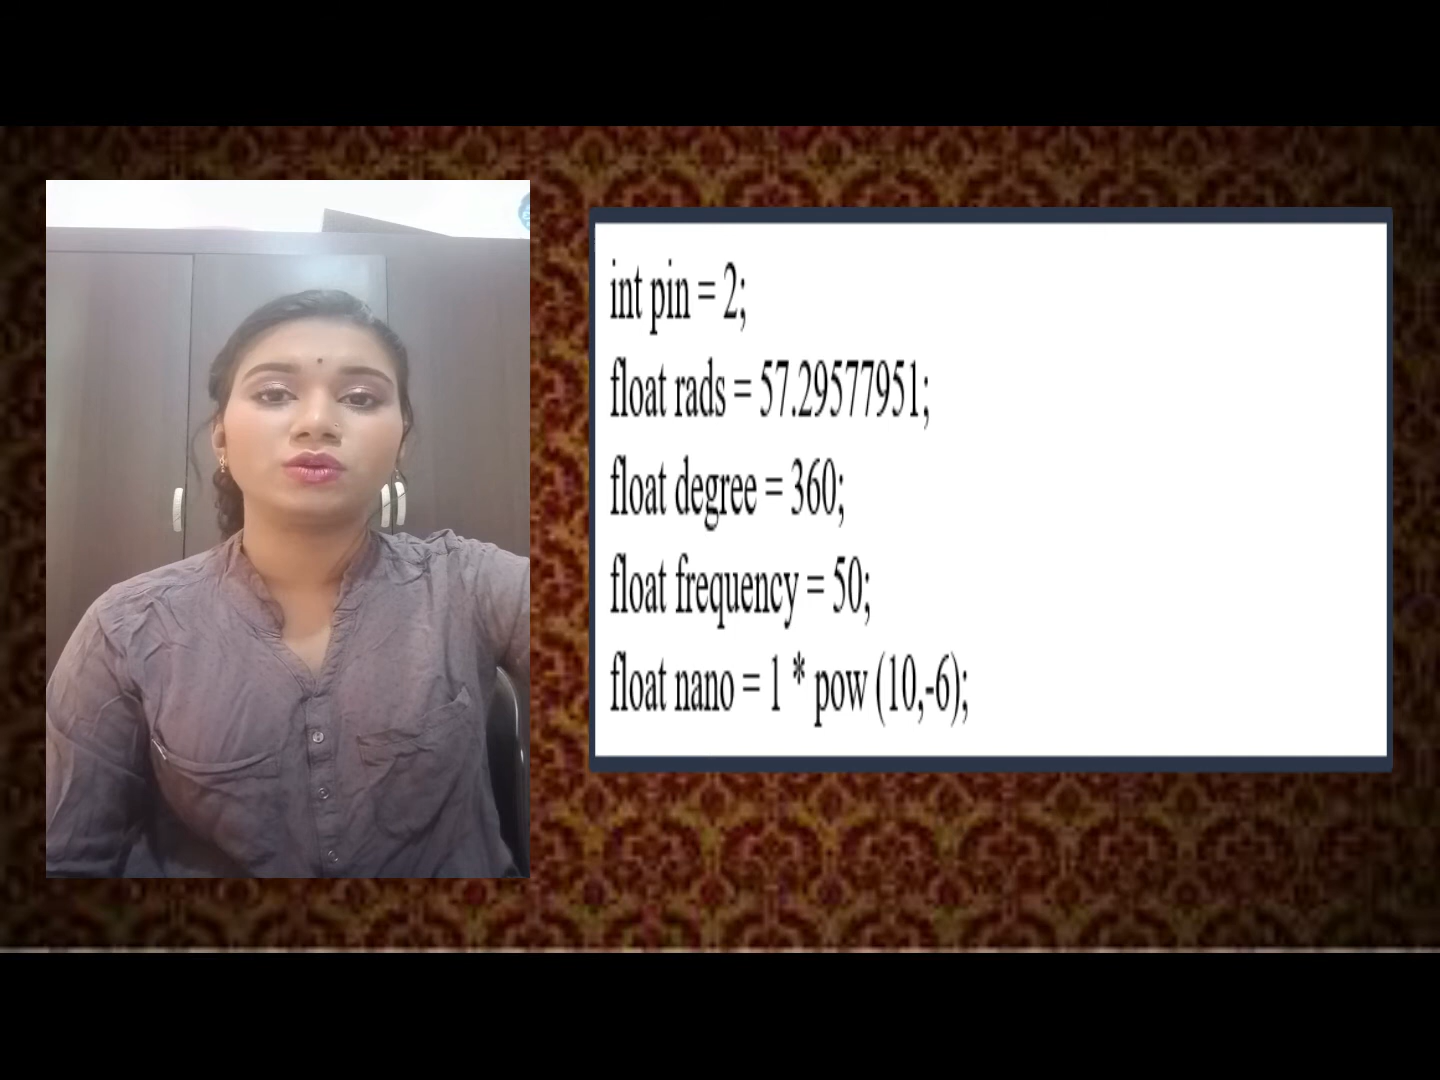 int pin = 2;
float rads = 57.29577951;
float degree = 360;
float frequency = 50;
float nano = 1 * pow (10,-6);